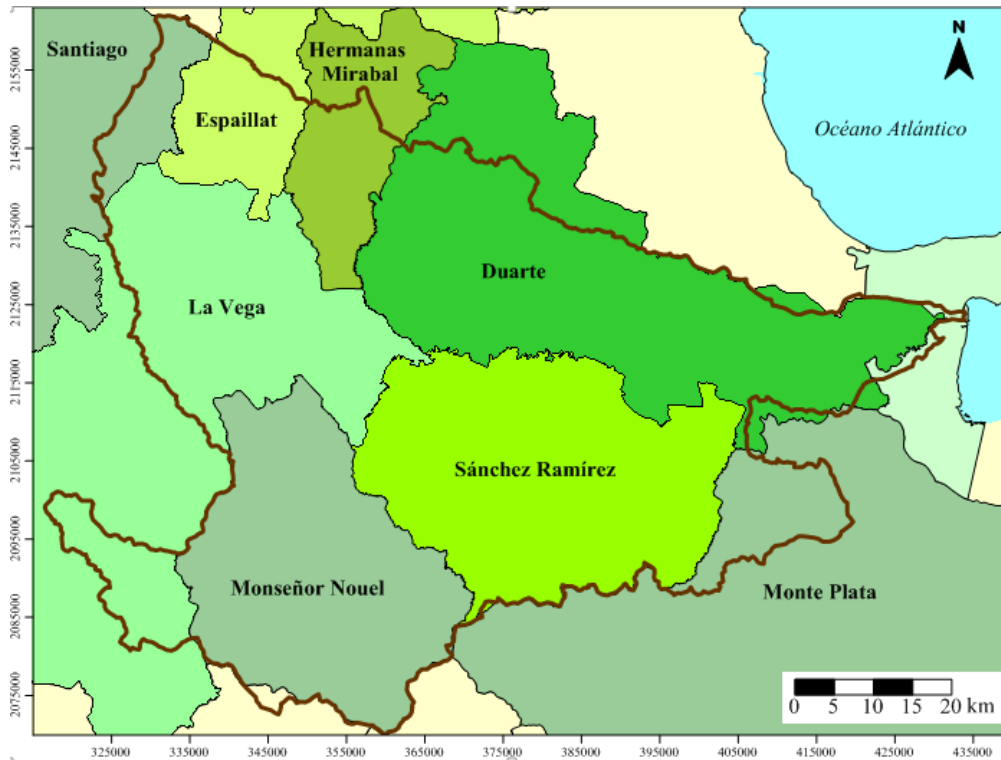 N
Santiago
Hermanas
Mirabal
Espaillat
Océano Atlántico
Duarte
La Vega
Sánchez Ramírez
Monseñor Nouel
Monte Plata
0 5 10 15 20 km
2155000
2145000
2135000
2125000
2115000
2105000
2095000
2085000
2075000
325000 335000 345000 355000 365000 375000 385000 395000 405000 415000 425000 435000